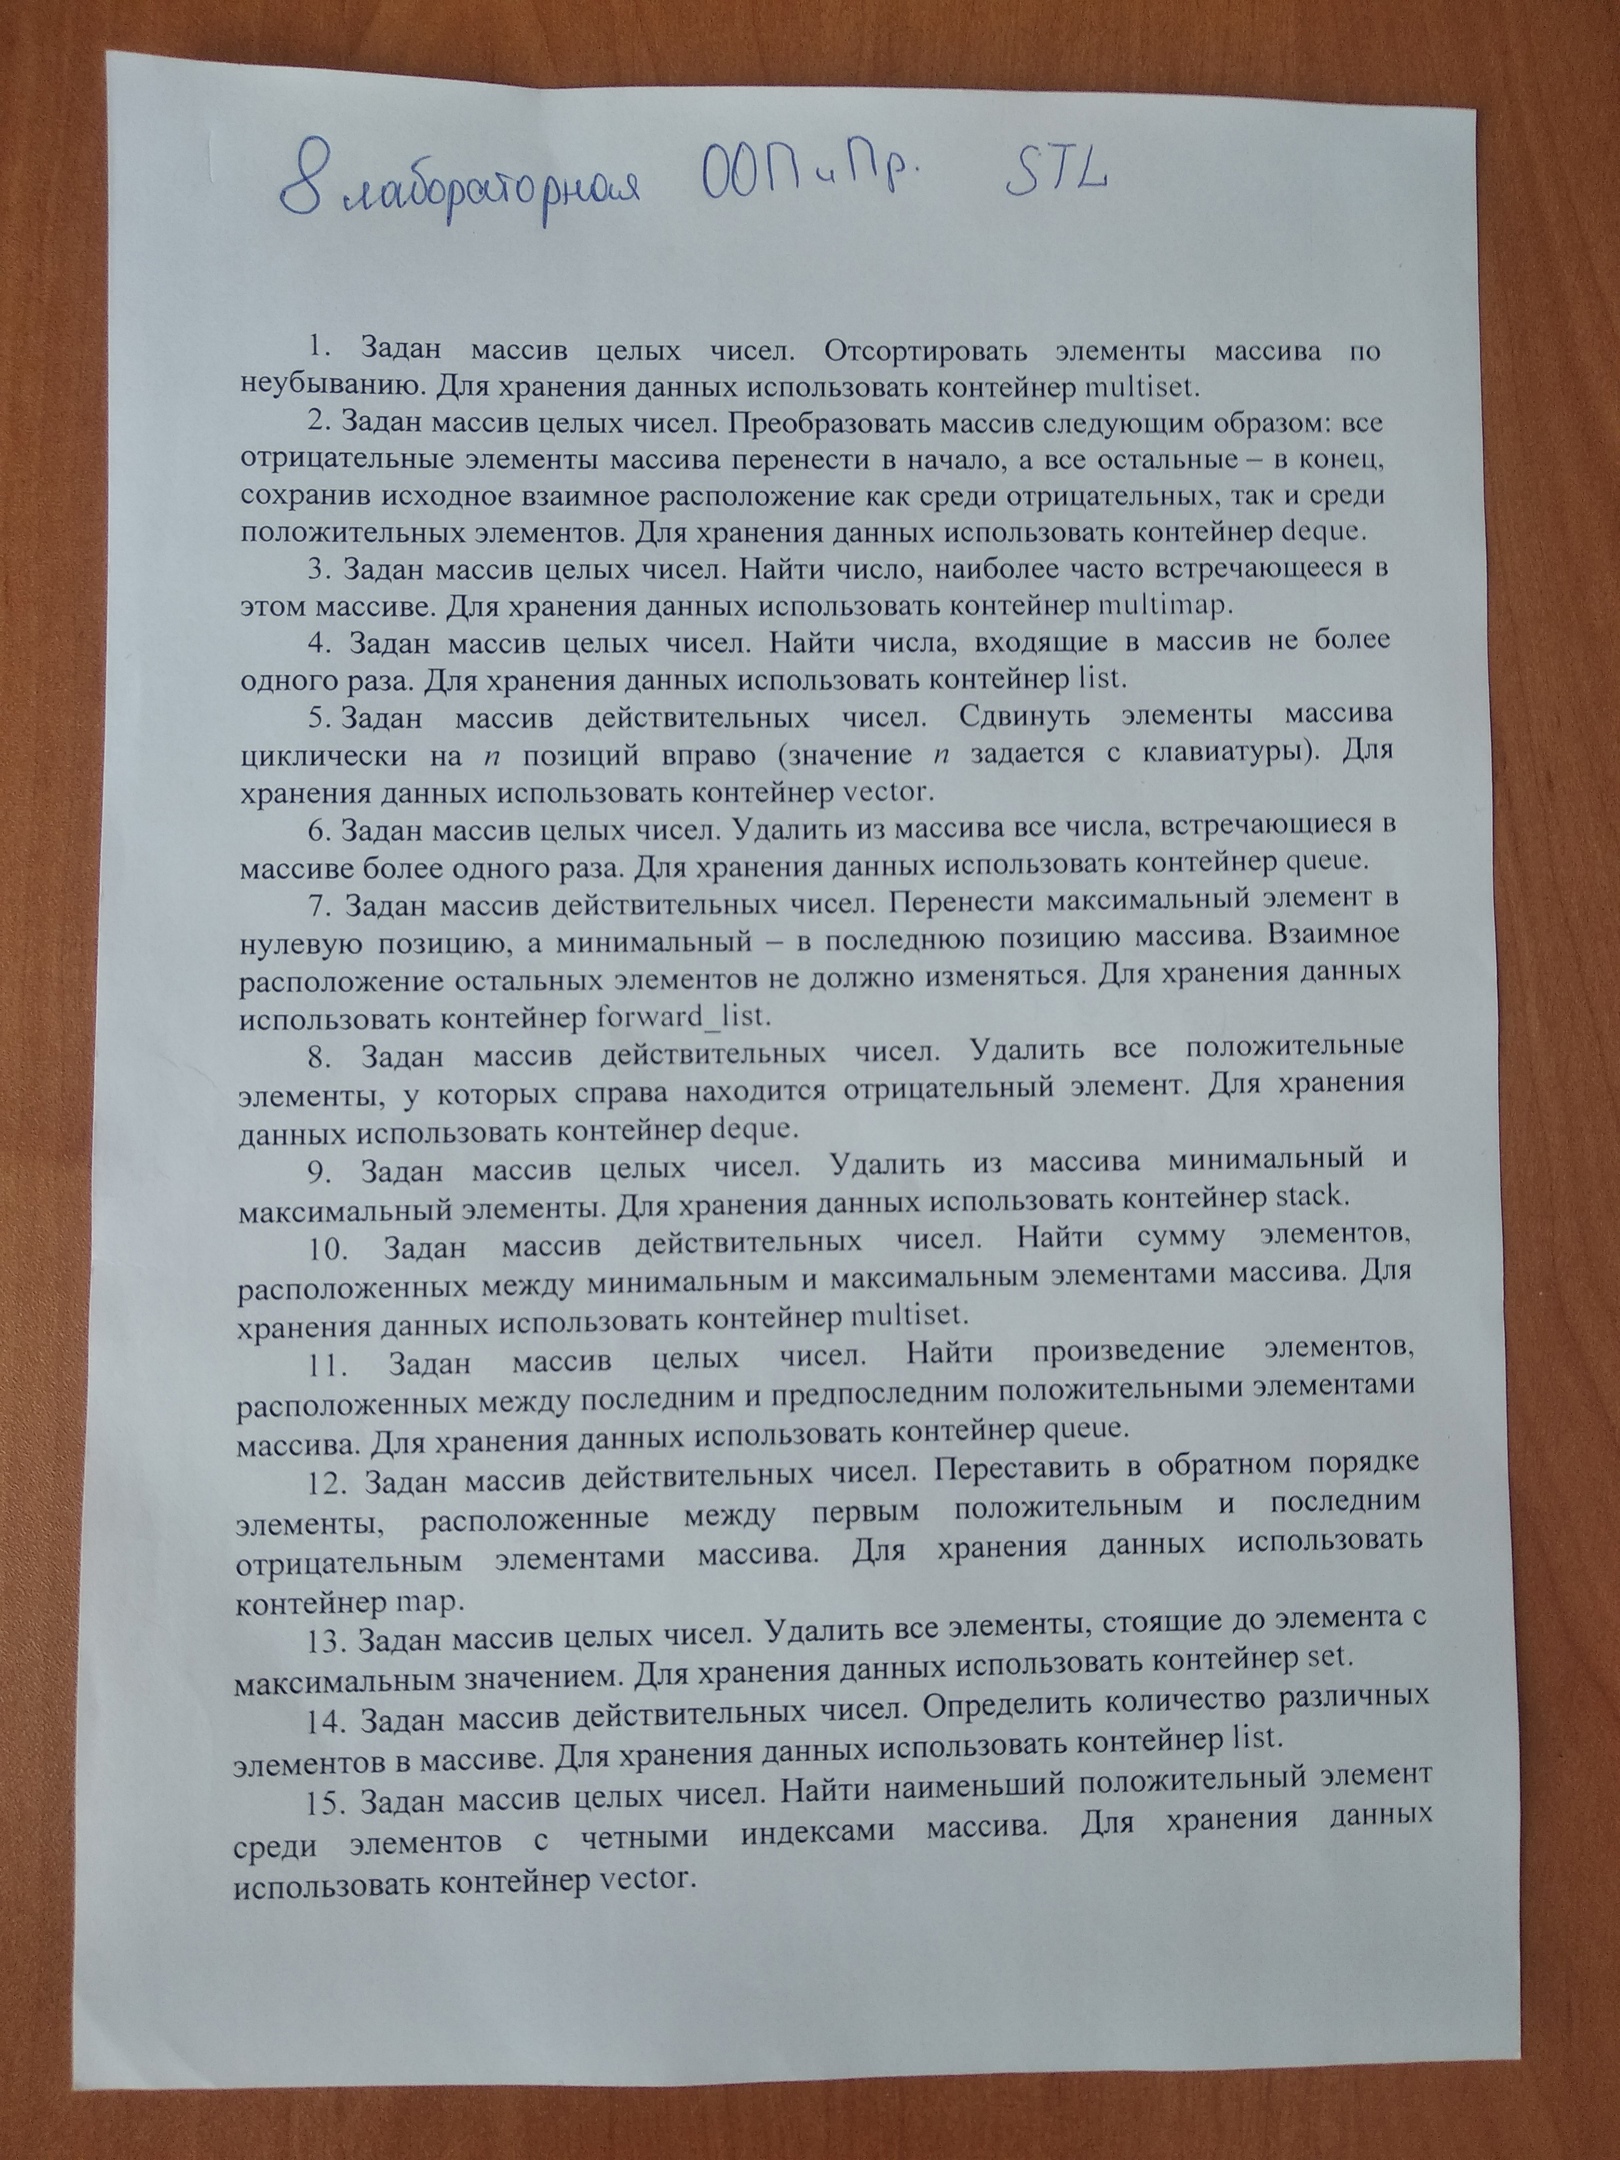 8 лабораторная ООП и Пр. STL
1. Задан массив целых чисел. Отсортировать элементы массива по
неубыванию. Для хранения данных использовать контейнер multiset.
2. Задан массив целых чисел. Преобразовать массив следующим образом: все
отрицательные элементы массива перенести в начало, а все остальные – в конец,
сохранив исходное взаимное расположение как среди отрицательных, так и среди
положительных элементов. Для хранения данных использовать контейнер deque.
3. Задан массив целых чисел. Найти число, наиболее часто встречающееся в
этом массиве. Для хранения данных использовать контейнер multimap.
4. Задан массив целых чисел. Найти числа, входящие в массив не более
одного раза. Для хранения данных использовать контейнер list.
5. Задан массив действительных чисел. Сдвинуть элементы массива
циклически на n позиций вправо (значение n задается с клавиатуры). Для
хранения данных использовать контейнер vector.
6. Задан массив целых чисел. Удалить из массива все числа, встречающиеся в
массиве более одного раза. Для хранения данных использовать контейнер queue.
7. Задан массив действительных чисел. Перенести максимальный элемент в
нулевую позицию, а минимальный – в последнюю позицию массива. Взаимное
расположение остальных элементов не должно изменяться. Для хранения данных
использовать контейнер forward_list.
8. Задан массив действительных чисел. Удалить все положительные
элементы, у которых справа находится отрицательный элемент. Для хранения
данных использовать контейнер deque.
9. Задан массив целых чисел. Удалить из массива минимальный и
максимальный элементы. Для хранения данных использовать контейнер stack.
10. Задан массив действительных чисел. Найти сумму элементов,
расположенных между минимальным и максимальным элементами массива. Для
хранения данных использовать контейнер multiset.
11. Задан массив целых чисел. Найти произведение элементов,
расположенных между последним и предпоследним положительными элементами
массива. Для хранения данных использовать контейнер queue.
12. Задан массив действительных чисел. Переставить в обратном порядке
элементы, расположенные между первым положительным и последним
отрицательным элементами массива. Для хранения данных использовать
контейнер map.
13. Задан массив целых чисел. Удалить все элементы, стоящие до элемента с
максимальным значением. Для хранения данных использовать контейнер set.
14. Задан массив действительных чисел. Определить количество различных
элементов в массиве. Для хранения данных использовать контейнер list.
15. Задан массив целых чисел. Найти наименьший положительный элемент
среди элементов с четными индексами массива. Для хранения данных
использовать контейнер vector.